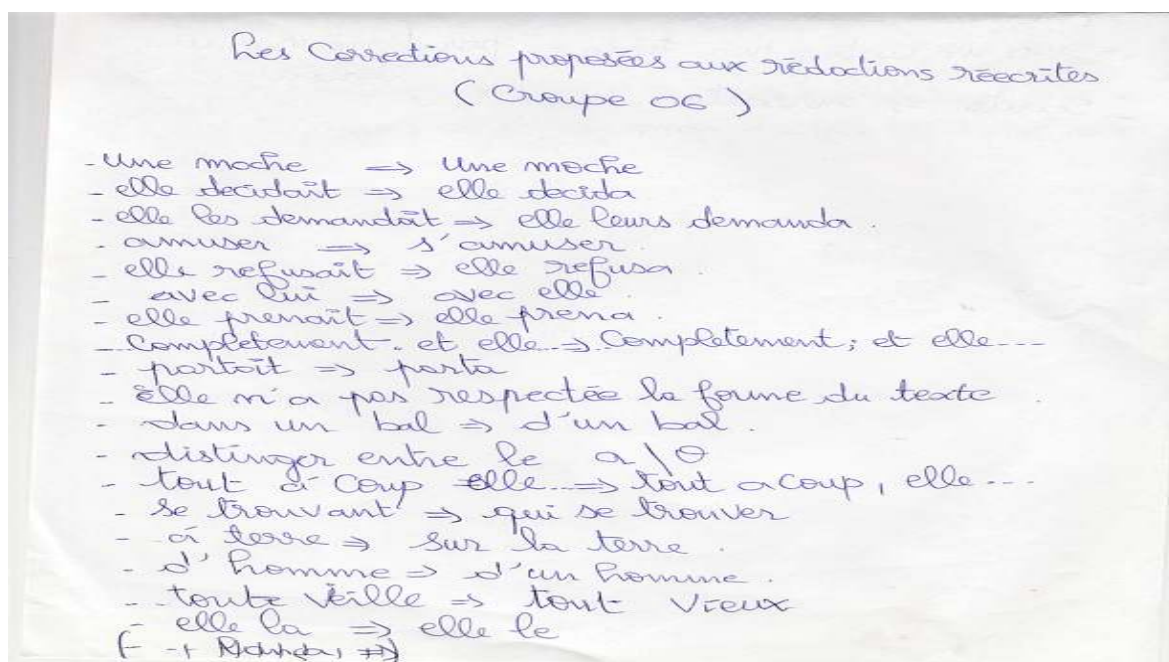 Les Corrections proposées aux rédactions réecrites
( Groupe 06 )
- Une moche => Une moche
- elle decidait => elle decida
- elle les demandât => elle leurs demanda .
- amuser => s'amuser .
- elle refusait => elle refusa .
- avec lui => avec elle .
- elle prenait => elle prena .
- ... Completement . et elle ... => Completement ; et elle ---
- partait => parta
- elle n'a pas respectée la forme du texte .
- dans un bal => d'un bal .
- distinger entre le a \ o
- tout à coup elle ... => tout a coup , elle ---
- se trouvant => qui se trouver
- à terre => sur la terre .
- d'homme => d'un homme .
- ... toute veille => tout vieux
- elle la => elle le